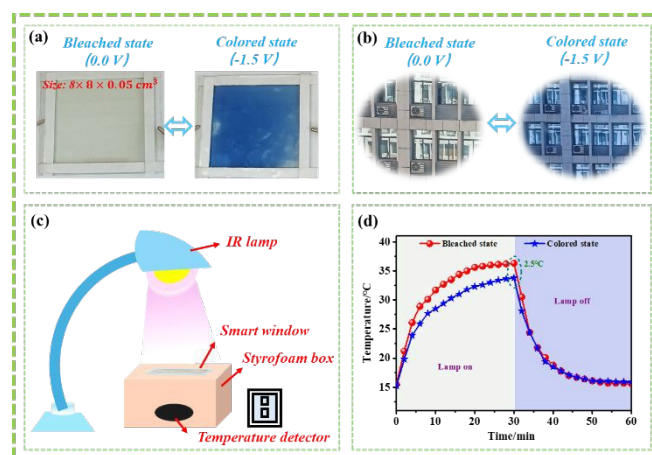 (a)
Bleached state
(0.0 V)
Colored state
(-1.5 V)
Size: 8× 8 × 0.05 cm³
(b)
Bleached state
(0.0 V)
Colored state
(-1.5 V)
(c)
IR lamp
Smart window
Styrofoam box
Temperature detector
(d)
Bleached state
Colored state
2.5°C
Lamp off
Lamp on
Temperature/°C
40
35
30
25
20
15
10
0
10
20
30
40
50
60
Time/min